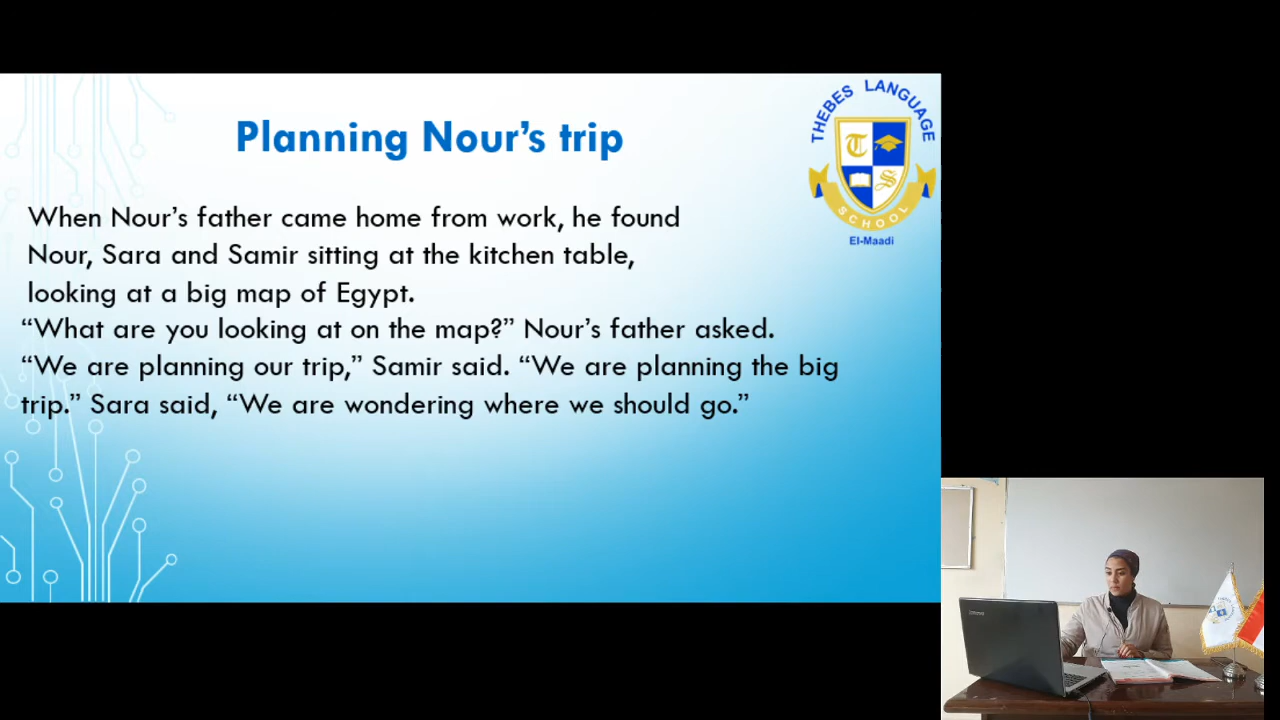 Planning Nour's trip
THEBES LANGUAGE
SCHOOL
El-Maadi
When Nour's father came home from work, he found
Nour, Sara and Samir sitting at the kitchen table,
looking at a big map of Egypt.
“What are you looking at on the map?” Nour's father asked.
“We are planning our trip,” Samir said. “We are planning the big
trip.” Sara said, “We are wondering where we should go.”